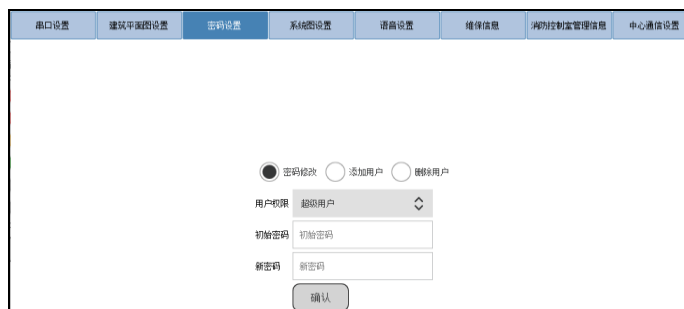 串口设置 建筑平面图设置 密码设置 系统图设置 语音设置 维保信息 消防控制室管理信息 中心通信设置
密码修改 添加用户 删除用户
用户权限 超级用户
初始密码 初始密码
新密码 新密码
确认